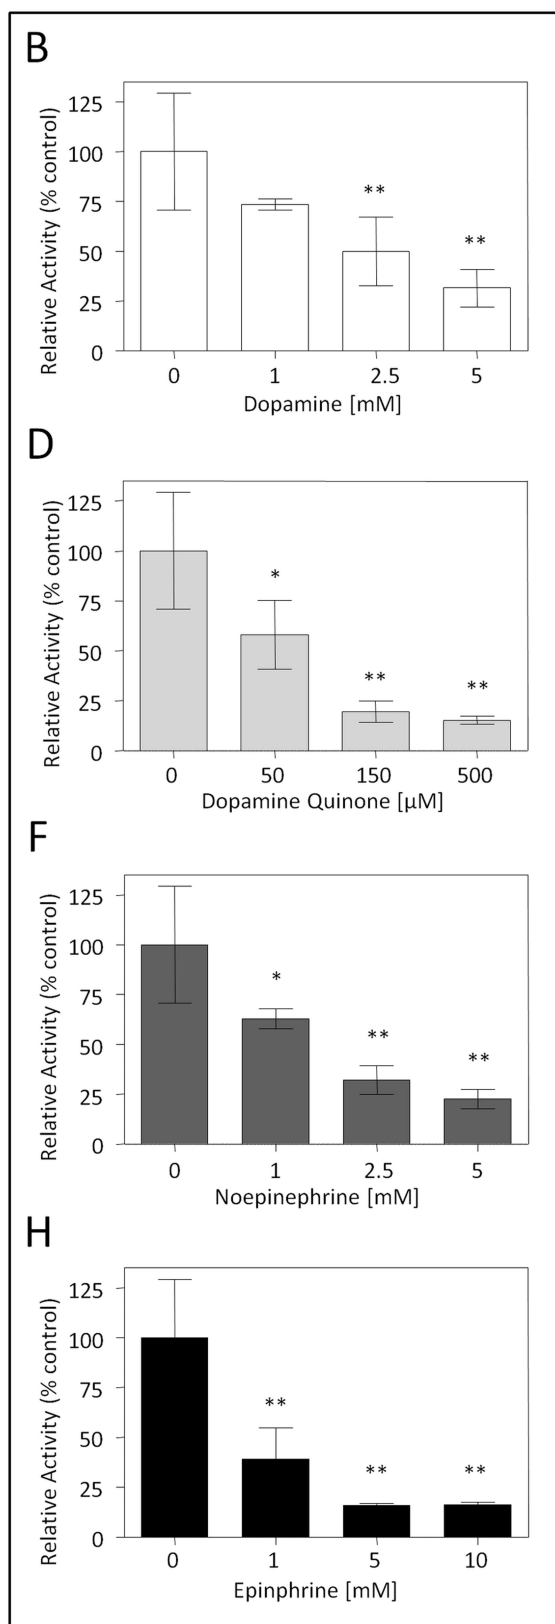 B
Relative Activity (% control)
125
100
75
50
25
0
**
**
0 1 2.5 5
Dopamine [mM]
D
Relative Activity (% control)
125
100
75
50
25
0
*
**
**
0 50 150 500
Dopamine Quinone [µM]
F
Relative Activity (% control)
125
100
75
50
25
0
*
**
**
0 1 2.5 5
Noepinephrine [mM]
H
Relative Activity (% control)
125
100
75
50
25
0
**
**
**
0 1 5 10
Epinphrine [mM]